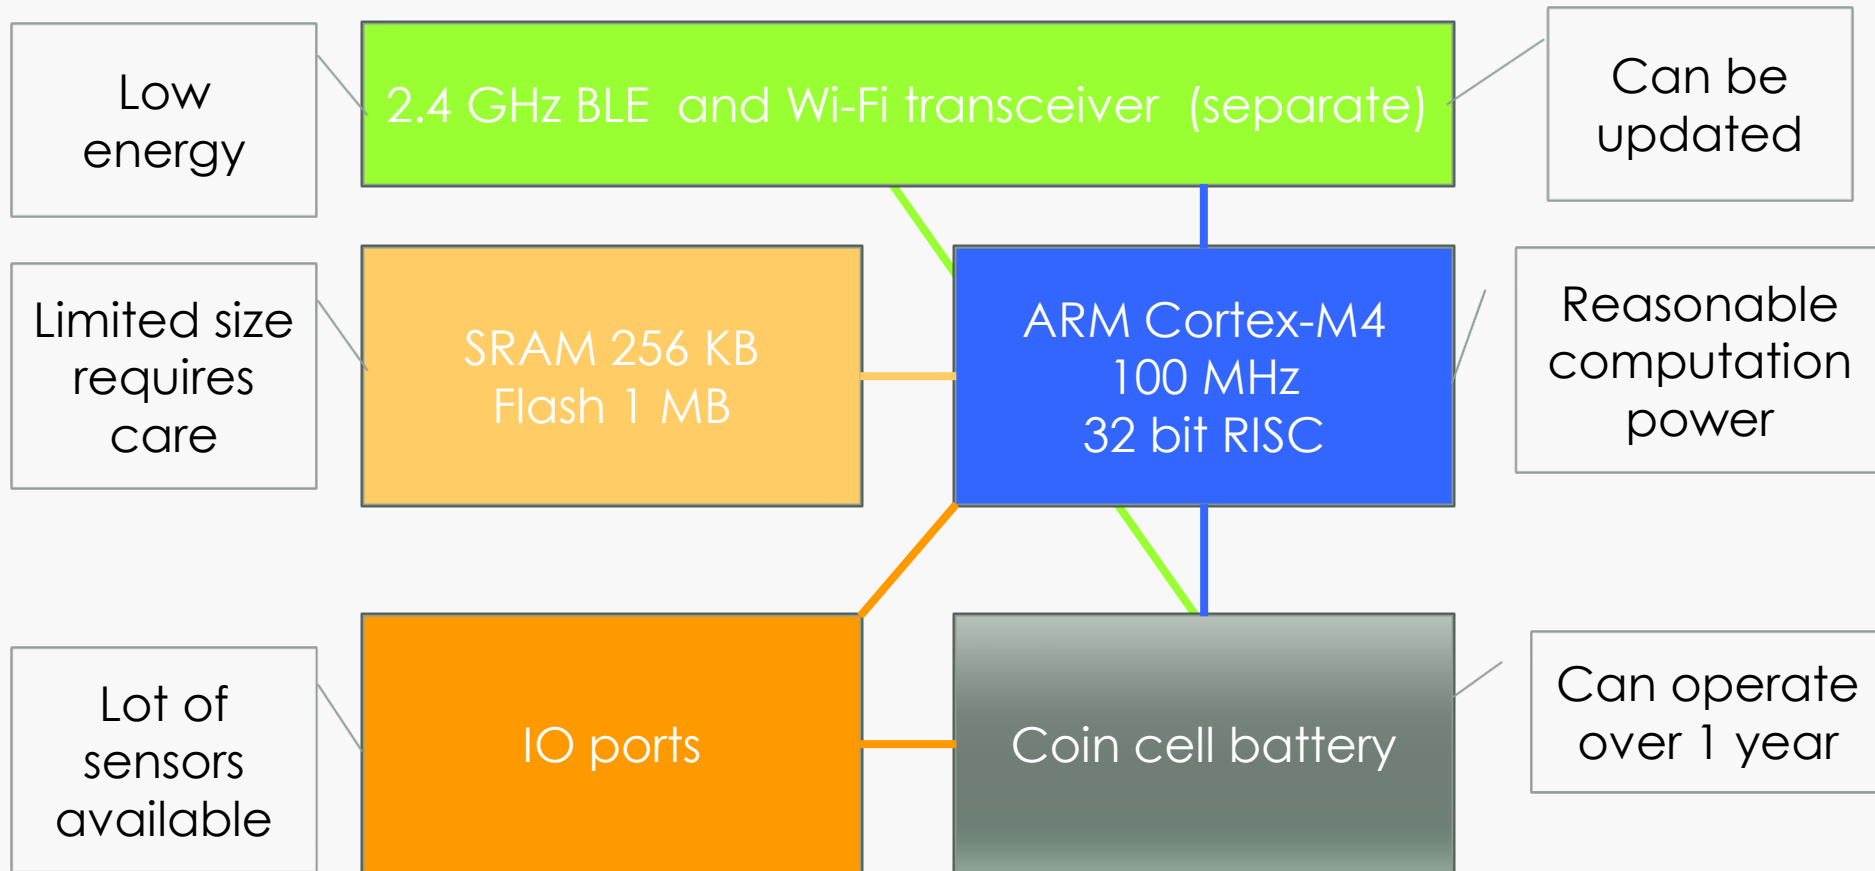 Low
energy
2.4 GHz BLE  and Wi-Fi transceiver  (separate)
Can be
updated
Limited size
requires
care
SRAM 256 KB
Flash 1 MB
ARM Cortex-M4
100 MHz
32 bit RISC
Reasonable
computation
power
Lot of
sensors
available
IO ports
Coin cell battery
Can operate
over 1 year